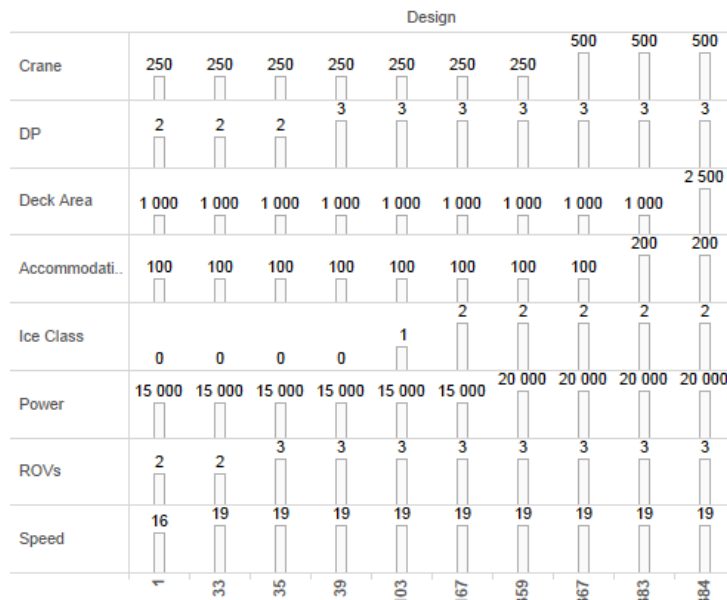 Design
500 500 500
Crane 250 250 250 250 250 250 250
3 3 3 3 3 3 3
DP 2 2 2
2 500
Deck Area 1 000 1 000 1 000 1 000 1 000 1 000 1 000 1 000 1 000
200 200
Accommodati.. 100 100 100 100 100 100 100 100
2 2 2 2
Ice Class 1
0 0 0 0
20 000 20 000 20 000 20 000
Power 15 000 15 000 15 000 15 000 15 000 15 000
3 3 3 3 3 3 3 3
ROVs 2 2
19 19 19 19 19 19 19 19 19
Speed 16
1 33 35 39